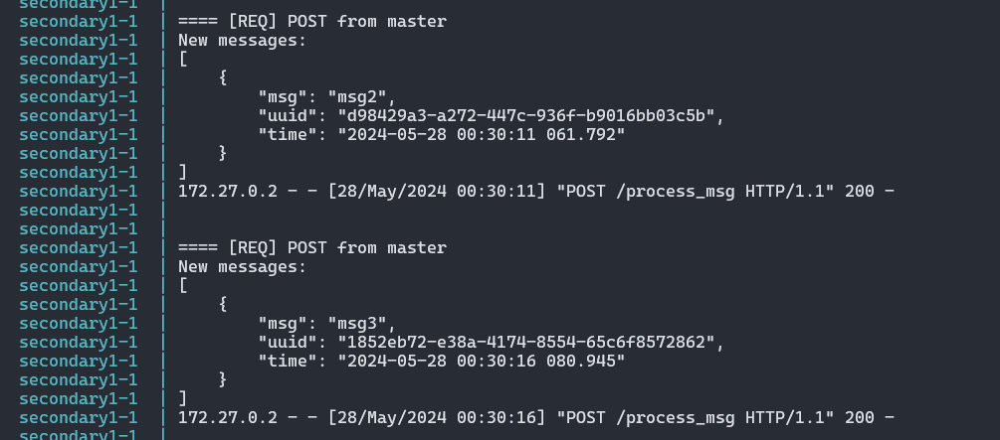 secondary1-1  |
secondary1-1  | ==== [REQ] POST from master
secondary1-1  | New messages:
secondary1-1  | [
secondary1-1  |     {
secondary1-1  |         "msg": "msg2",
secondary1-1  |         "uuid": "d98429a3-a272-447c-936f-b9016bb03c5b",
secondary1-1  |         "time": "2024-05-28 00:30:11 061.792"
secondary1-1  |     }
secondary1-1  | ]
secondary1-1  | 172.27.0.2 - - [28/May/2024 00:30:11] "POST /process_msg HTTP/1.1" 200 -
secondary1-1  |
secondary1-1  |
secondary1-1  | ==== [REQ] POST from master
secondary1-1  | New messages:
secondary1-1  | [
secondary1-1  |     {
secondary1-1  |         "msg": "msg3",
secondary1-1  |         "uuid": "1852eb72-e38a-4174-8554-65c6f8572862",
secondary1-1  |         "time": "2024-05-28 00:30:16 080.945"
secondary1-1  |     }
secondary1-1  | ]
secondary1-1  | 172.27.0.2 - - [28/May/2024 00:30:16] "POST /process_msg HTTP/1.1" 200 -
secondary1-1  |